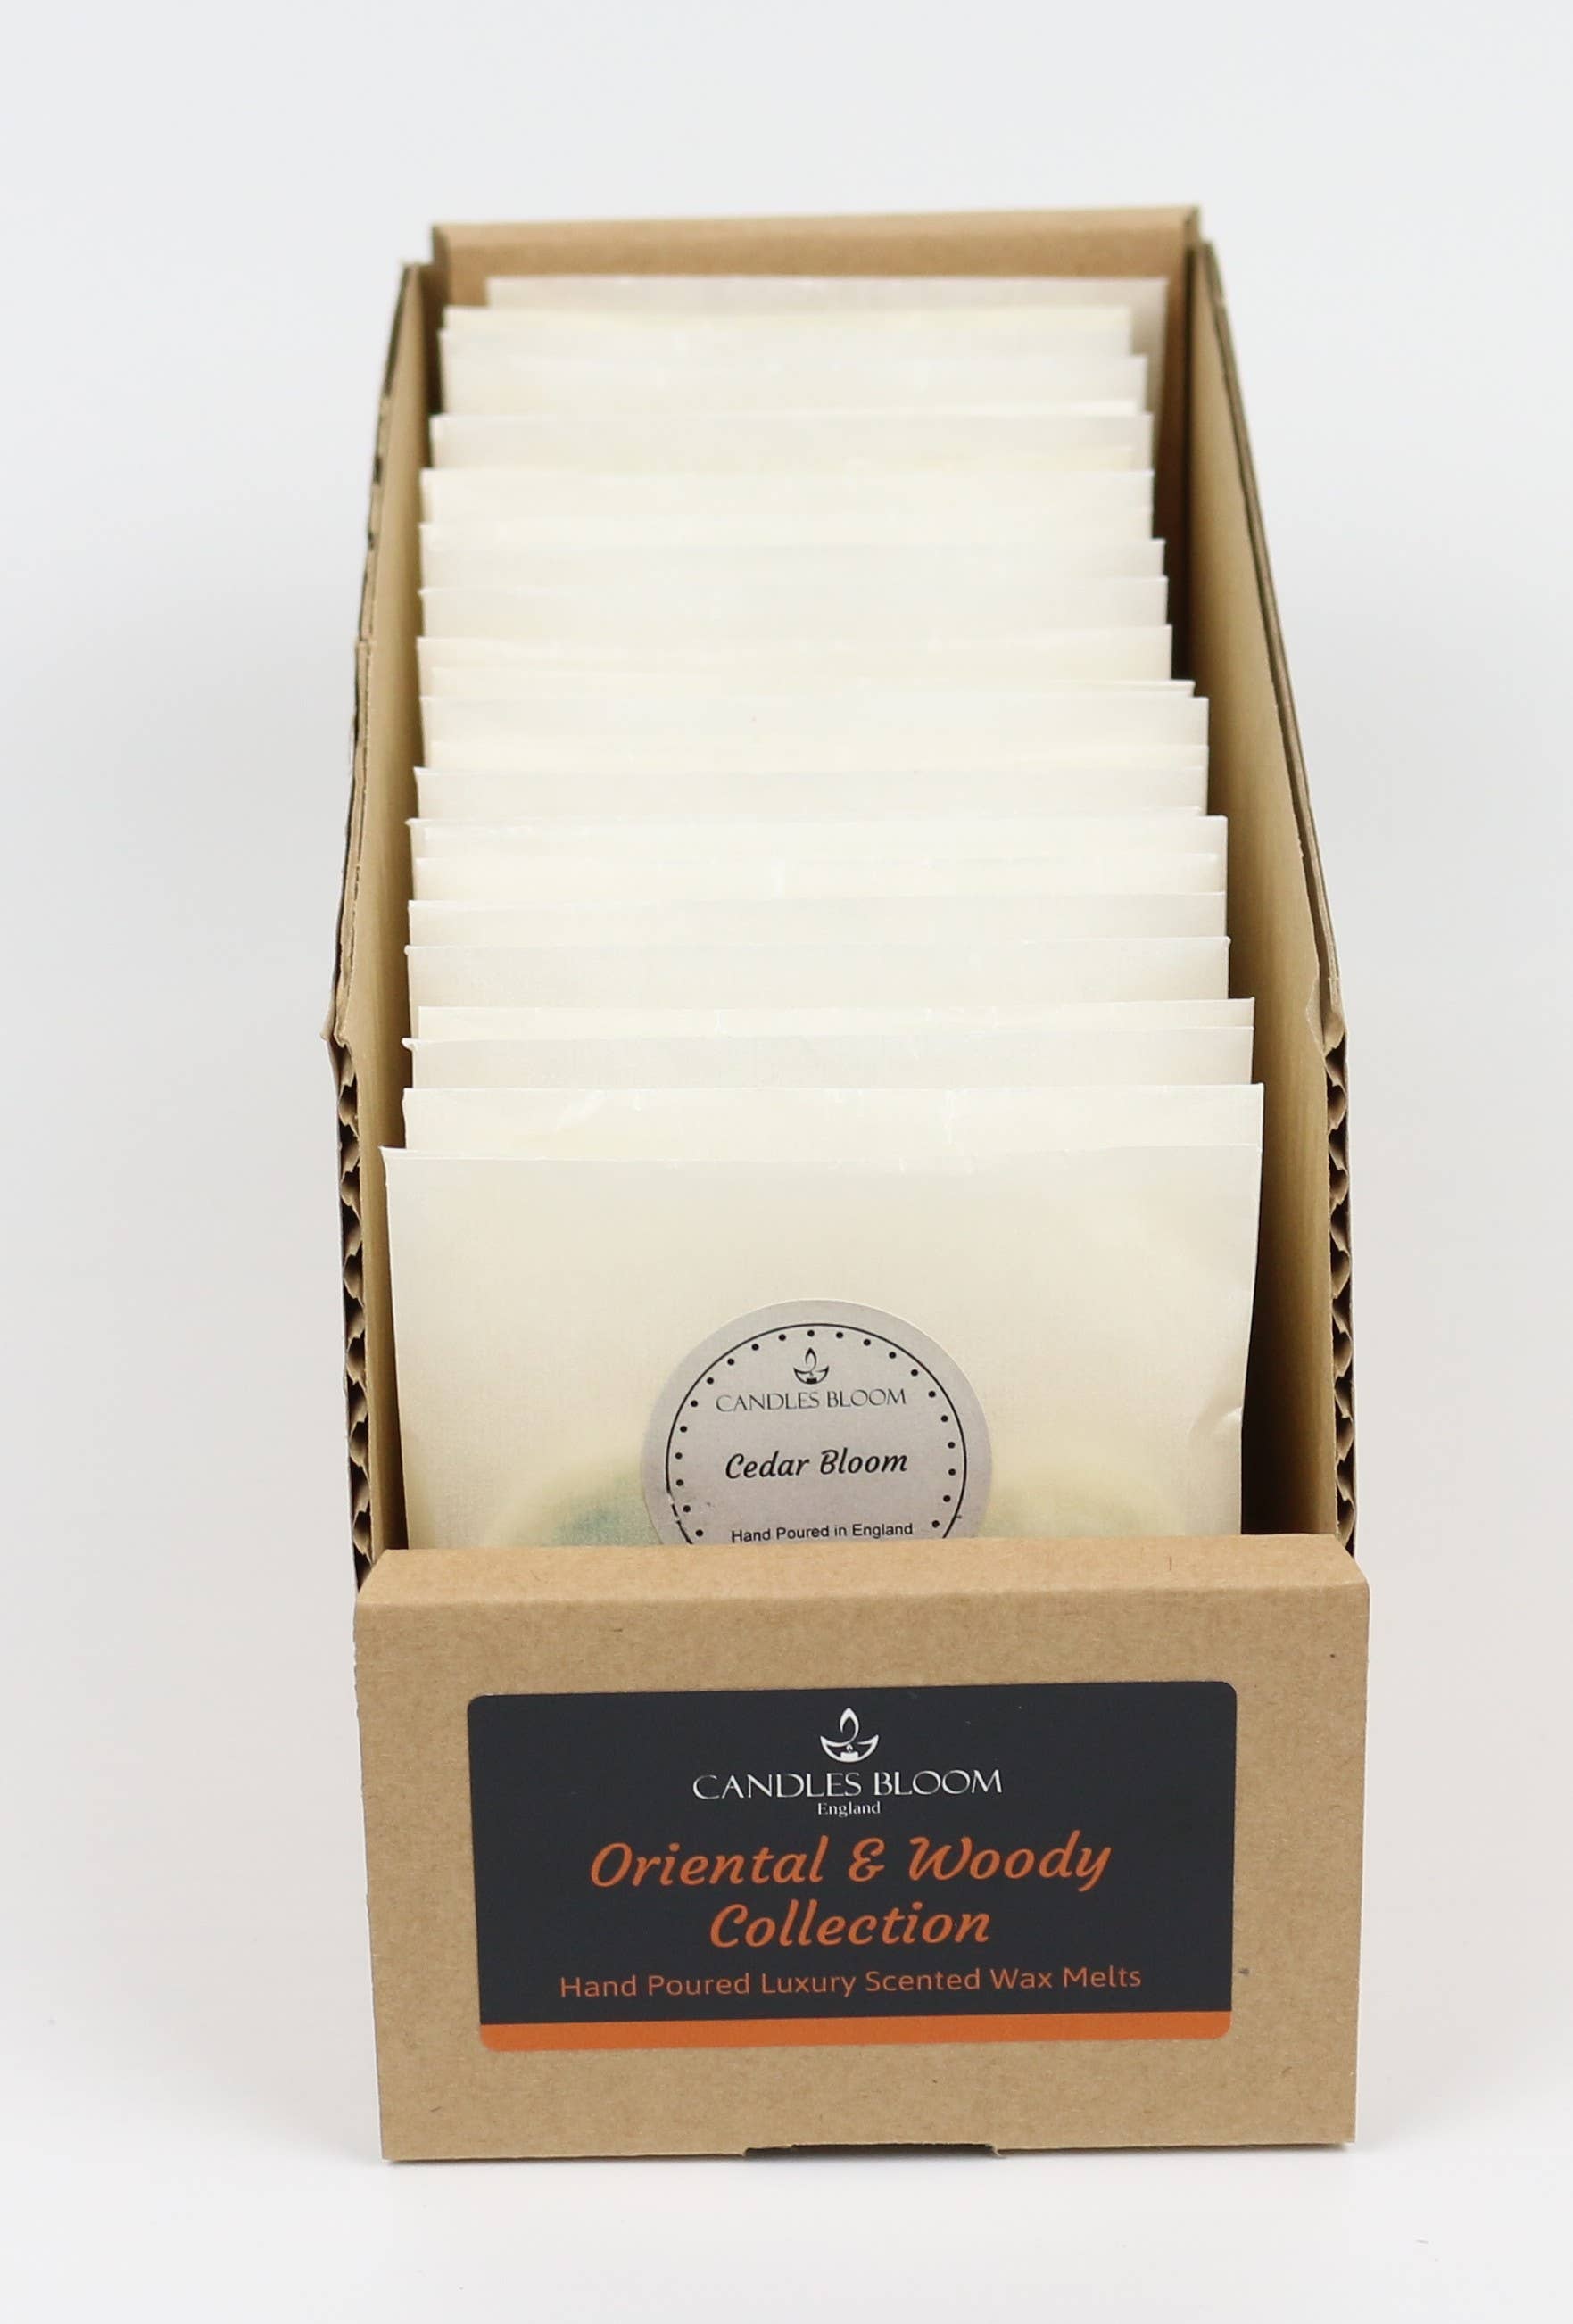 CANDLES BLOOM
Cedar Bloom
Hand Poured in England
CANDLES BLOOM
England
Oriental & Woody
Collection
Hand Poured Luxury Scented Wax Melts